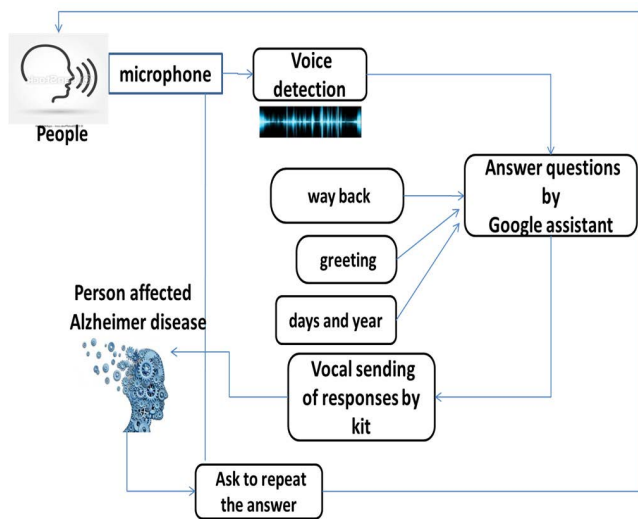 People
microphone
Voice
detection
way back
greeting
days and year
Answer questions
by
Google assistant
Person affected
Alzheimer disease
Vocal sending
of responses by
kit
Ask to repeat
the answer